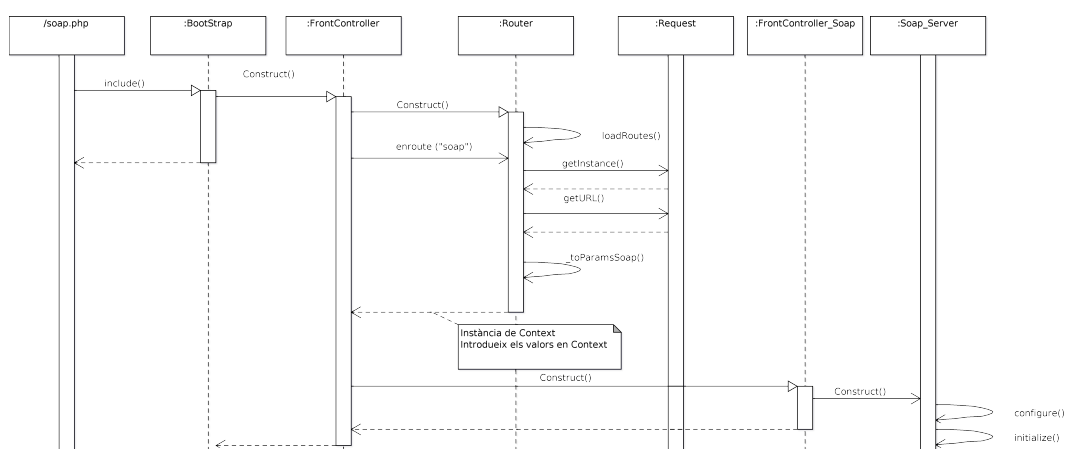 /soap.php
:BootStrap
:FrontController
:Router
:Request
:FrontController_Soap
:Soap_Server
include()
Construct()
Construct()
loadRoutes()
enroute ("soap")
getInstance()
getURL()
_toParamsSoap()
Instància de Context
Introdueix els valors en Context
Construct()
Construct()
configure()
initialize()